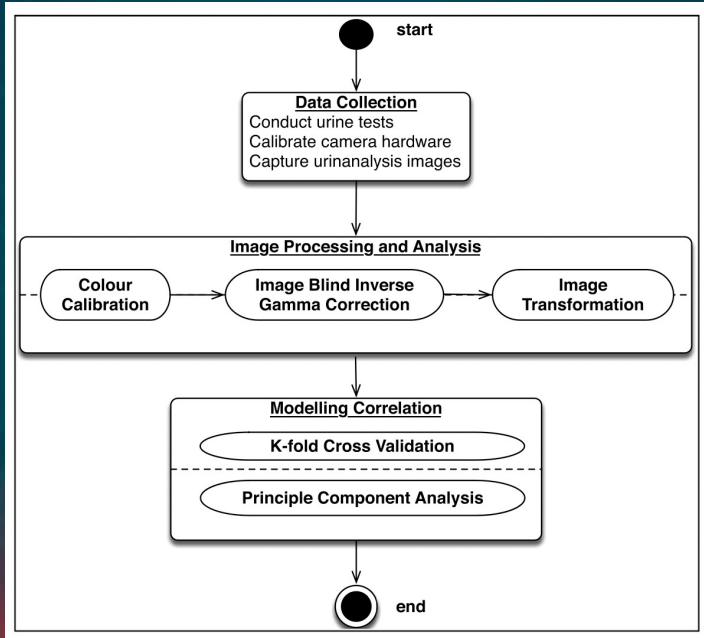 start
Data Collection
Conduct urine tests
Calibrate camera hardware
Capture urinanalysis images
Image Processing and Analysis
Colour
Calibration
Image Blind Inverse
Gamma Correction
Image
Transformation
Modelling Correlation
K-fold Cross Validation
Principle Component Analysis
end